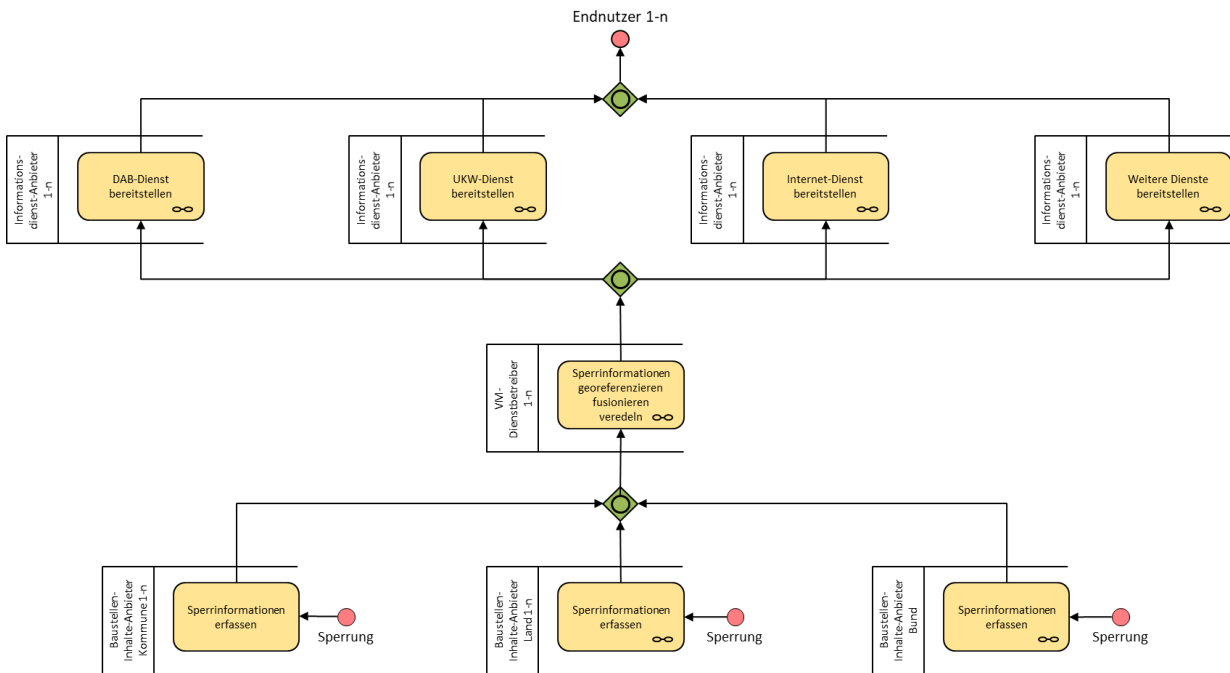 Endnutzer 1-n
Informations-
dienst-Anbieter
1-n
DAB-Dienst
bereitstellen
Informations-
dienst-Anbieter
1-n
UKW-Dienst
bereitstellen
Informations-
dienst-Anbieter
1-n
Internet-Dienst
bereitstellen
Informations-
dienst-Anbieter
1-n
Weitere Dienste
bereitstellen
VM-
Dienstbetreiber
1-n
Sperrinformationen
georeferenzieren
fusionieren
veredeln
Baustellen-
Inhalte-Anbieter
Kommune 1-n
Sperrinformationen
erfassen
Sperrung
Baustellen-
Inhalte-Anbieter
Land 1-n
Sperrinformationen
erfassen
Sperrung
Baustellen-
Inhalte-Anbieter
Bund
Sperrinformationen
erfassen
Sperrung